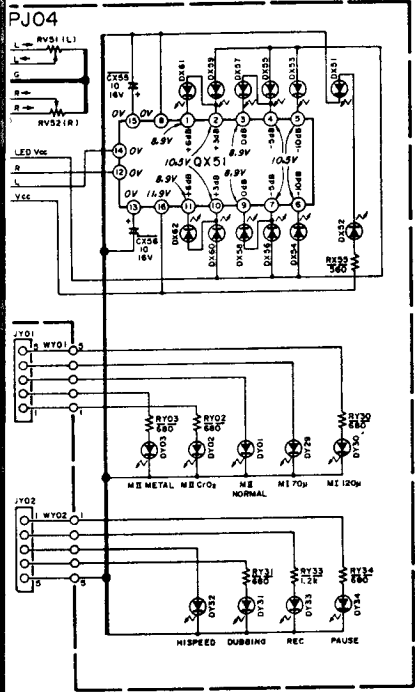 PJ04
RV51 (L)
L
L
G
R
R
RV52 (R)
CX55
10
16V
DX61
DX59
DX57
DX55
DX53
DX51
0V 0V
15 8 1 2 3 4 5
8.9V +6dB +3dB 0dB 8.9V -5dB -10dB
14 0V
10.5V QX51 8.9V 10.5V
LED Vcc
R
L
Vcc
12 0V
0V 11.9V 8.9V +6dB +3dB 0dB -5dB -10dB
13 16 11 10 9 7 6
CX56
10
16V
DX62
DX60
DX58
DX56
DX54
DX52
RX53
560
JY01
5 WY01 5
1 1
RY03
680
RY02
680
RY30
680
DY03
DY02
DY01
DY29
DY30
MII METAL MII CrO₂ MII NORMAL MI 70μ MI 120μ
JY02
1 WY02 1
5 5
RY31
680
RY33
1.2k
RY34
680
DY52
DY31
DY33
DY34
HISPEED DUBBING REC PAUSE